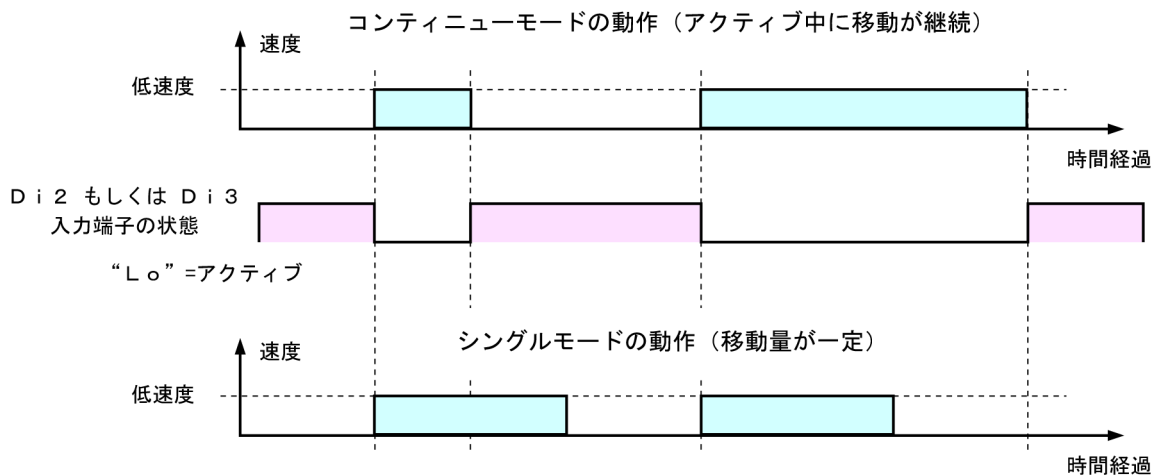 コンティニューモードの動作（アクティブ中に移動が継続）
速度
低速度
時間経過
Ｄｉ２ もしくは Ｄｉ３
入力端子の状態
“Ｌｏ”=アクティブ
シングルモードの動作（移動量が一定）
速度
低速度
時間経過